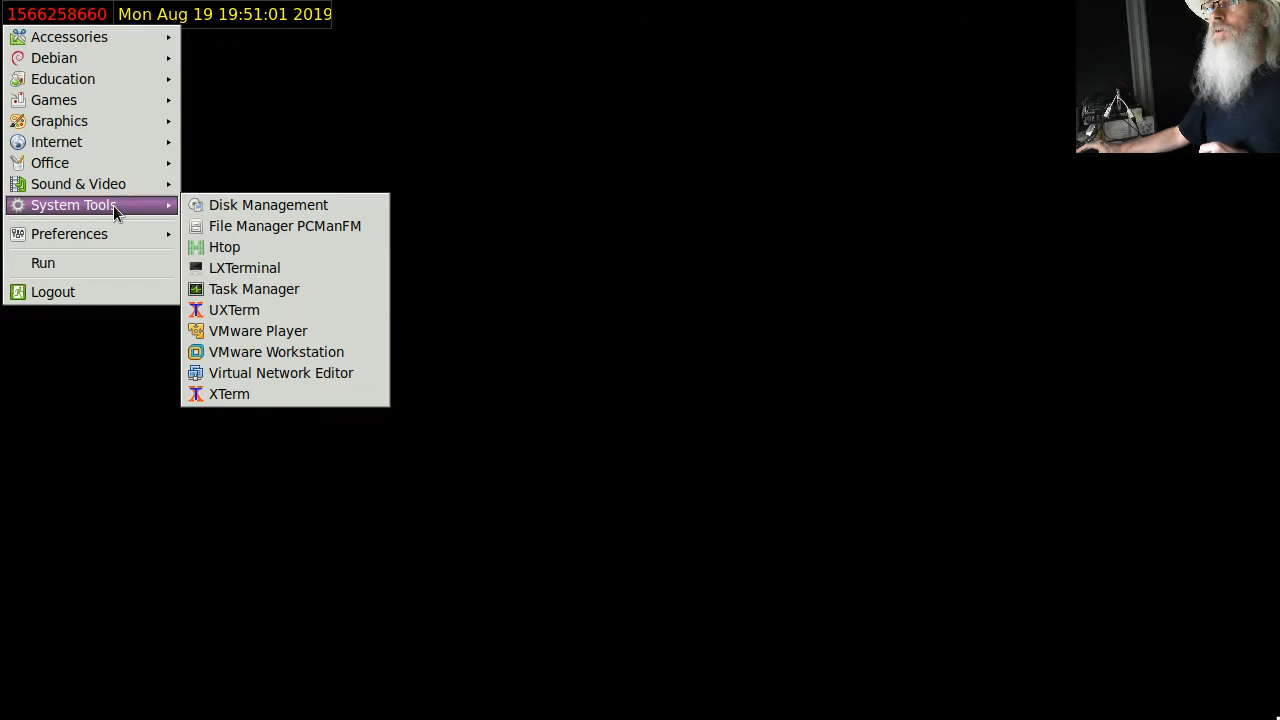 1566258660 Mon Aug 19 19:51:01 2019
Accessories
Debian
Education
Games
Graphics
Internet
Office
Sound & Video
System Tools
Preferences
Run
Logout
Disk Management
File Manager PCManFM
Htop
LXTerminal
Task Manager
UXTerm
VMware Player
VMware Workstation
Virtual Network Editor
XTerm